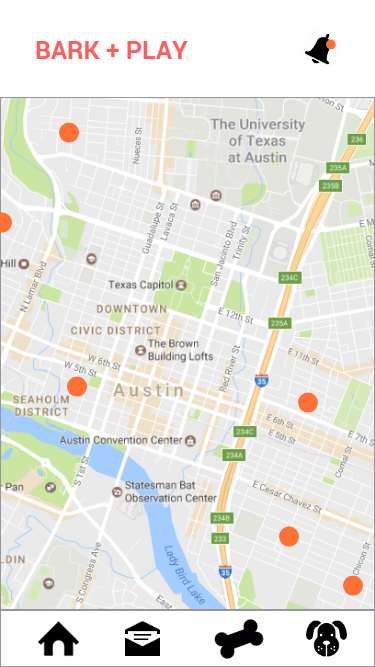 BARK + PLAY
The University
of Texas
at Austin
236
235A
235B
Nueces St
Guadalupe St
Lavaca St
San Jacinto Blvd
Trinity St
Hill
N Lamar Blvd
234C
Texas Capitol
DOWNTOWN
CIVIC DISTRICT
E 12th St
235A
The Brown
Building Lofts
Red River St
E 11th St
W 6th St
W 5th St
35
Austin
SEAHOLM
DISTRICT
E 6th St
E 5th St
E 7th St
234C
Austin Convention Center
234A
Comal St
S 1st St
Pan
Statesman Bat
Observation Center
E Cesar Chavez St
234B
233
Chicon St
Lady Bird Lake
35
DIN
S Congress Ave
East